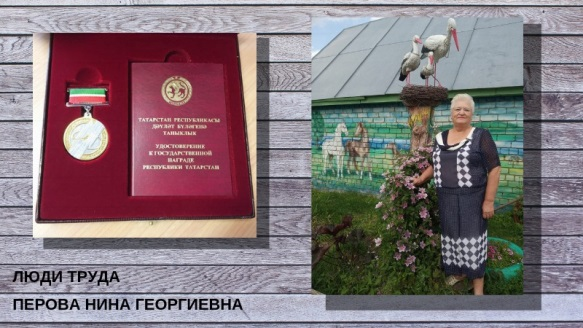 ТАТАРСТАН РЕСПУБЛИКАСЫ
ДӘҮЛӘТ БҮЛӘГЕНӘ
ТАНЫКЛЫК
УДОСТОВЕРЕНИЕ
К ГОСУДАРСТВЕННОЙ
НАГРАДЕ
РЕСПУБЛИКИ ТАТАРСТАН
ЛЮДИ ТРУДА
ПЕРОВА НИНА ГЕОРГИЕВНА